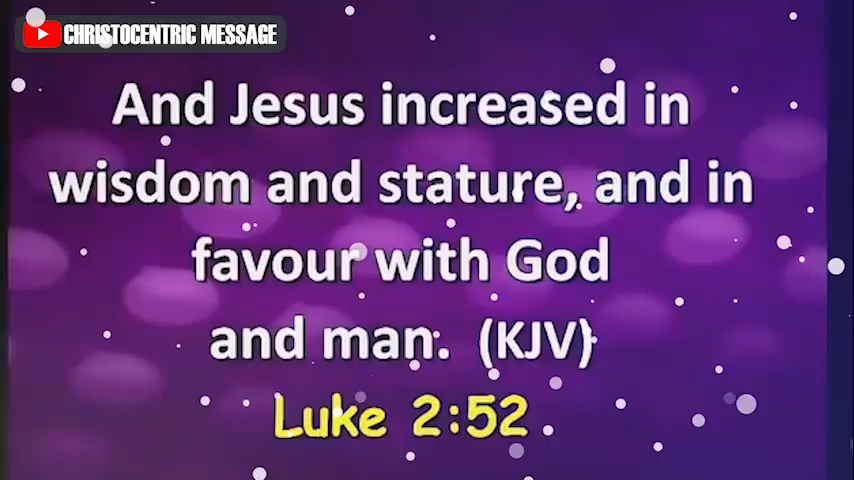 CHRISTOCENTRIC MESSAGE
And Jesus increased in
wisdom and stature, and in
favour with God
and man. (KJV)
Luke 2:52